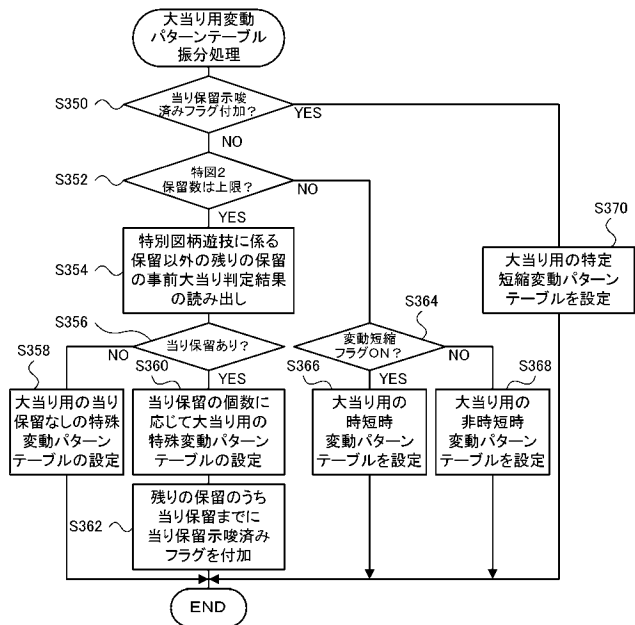 大当り用変動
パターンテーブル
振分処理
S350
当り保留示唆
済みフラグ付加？
YES
NO
S352
特図2
保留数は上限？
NO
YES
S370
S354
特別図柄遊技に係る
保留以外の残りの保留
の事前大当り判定結果
の読み出し
大当り用の特定
短縮変動パターン
テーブルを設定
S356
S364
当り保留あり？
変動短縮
フラグON？
S358
NO
S360
YES
S366
YES
NO
S368
大当り用の当り
保留なしの特殊
変動パターン
テーブルの設定
当り保留の個数に
応じて大当り用の
特殊変動パターン
テーブルの設定
大当り用の
時短時
変動パターン
テーブルを設定
大当り用の
非時短時
変動パターン
テーブルを設定
S362
残りの保留のうち
当り保留までに
当り保留示唆済み
フラグを付加
END